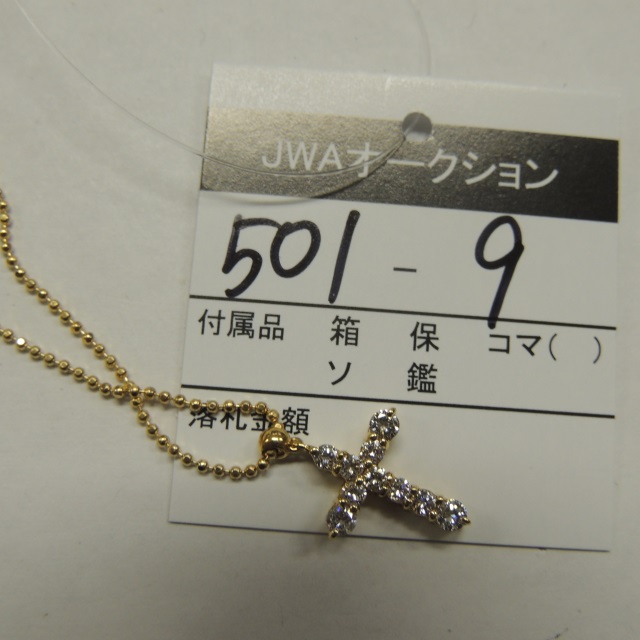 JWAオークション
501-9
付属品 箱 保 コマ( )
ソ 鑑
落札金額